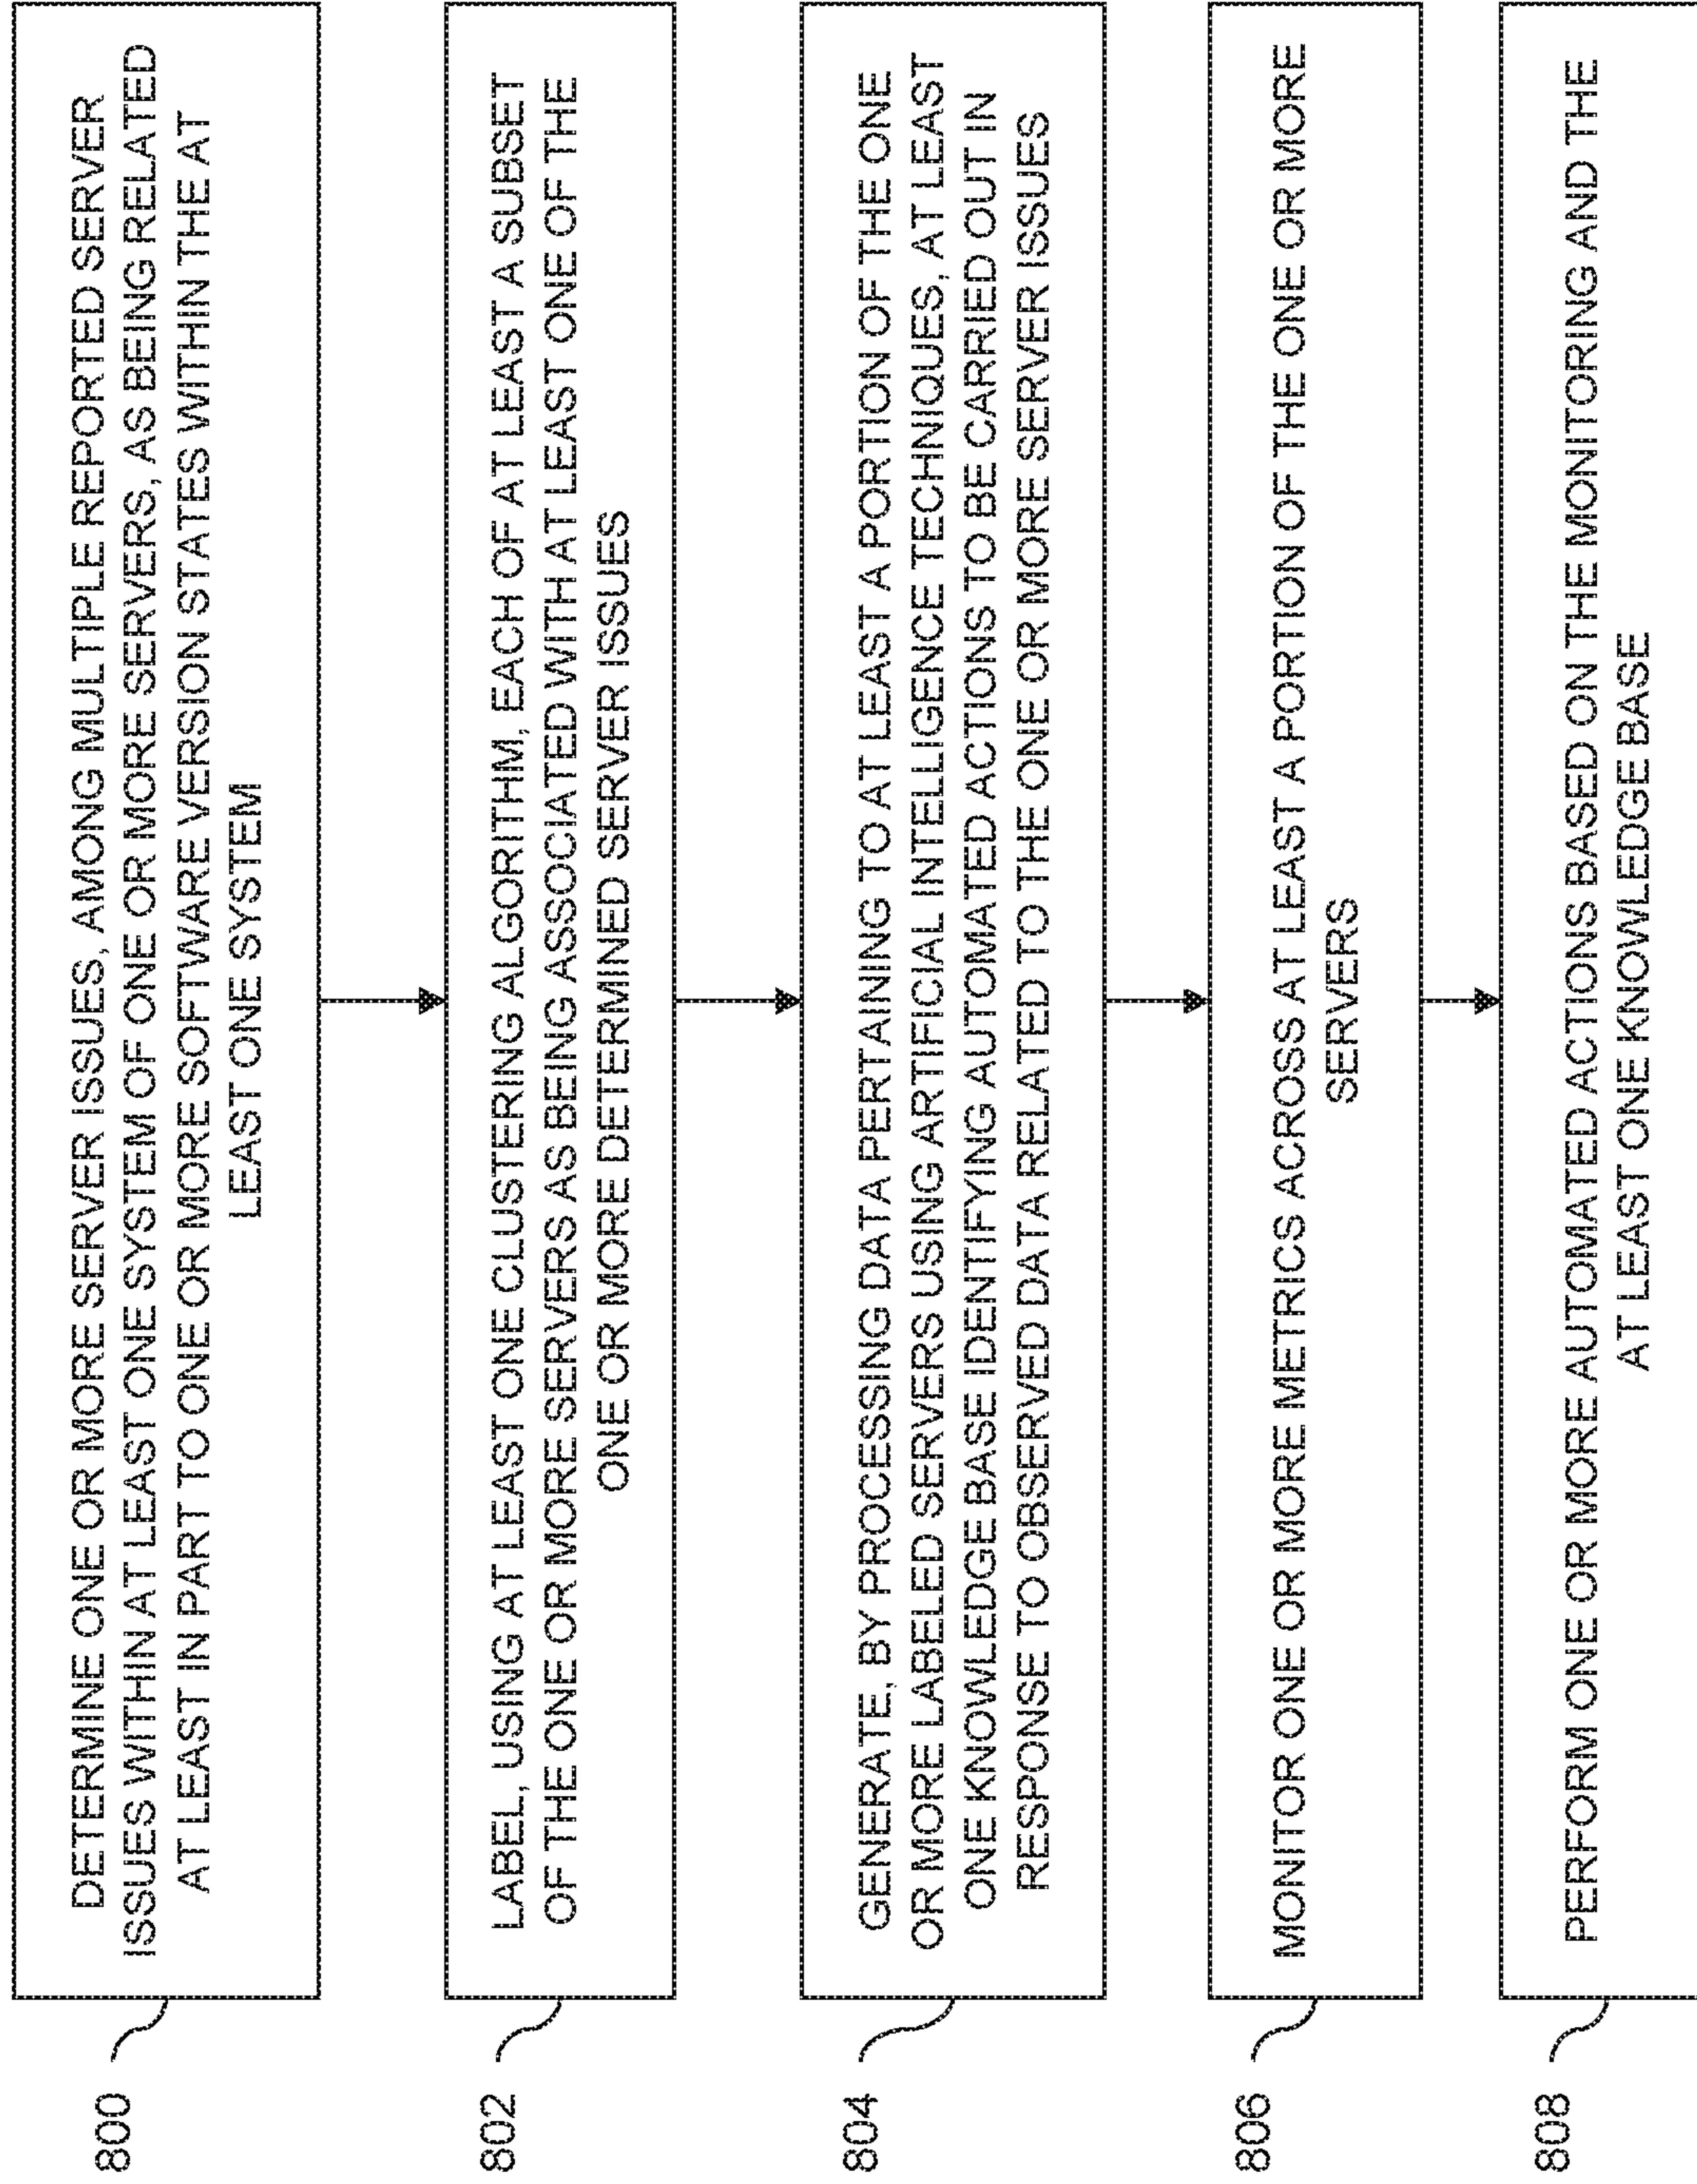 800
DETERMINE ONE OR MORE SERVER ISSUES, AMONG MULTIPLE REPORTED SERVER
ISSUES WITHIN AT LEAST ONE SYSTEM OF ONE OR MORE SERVERS, AS BEING RELATED
AT LEAST IN PART TO ONE OR MORE SOFTWARE VERSION STATES WITHIN THE AT
LEAST ONE SYSTEM
802
LABEL, USING AT LEAST ONE CLUSTERING ALGORITHM, EACH OF AT LEAST A SUBSET
OF THE ONE OR MORE SERVERS AS BEING ASSOCIATED WITH AT LEAST ONE OF THE
ONE OR MORE DETERMINED SERVER ISSUES
804
GENERATE, BY PROCESSING DATA PERTAINING TO AT LEAST A PORTION OF THE ONE
OR MORE LABELED SERVERS USING ARTIFICIAL INTELLIGENCE TECHNIQUES, AT LEAST
ONE KNOWLEDGE BASE IDENTIFYING AUTOMATED ACTIONS TO BE CARRIED OUT IN
RESPONSE TO OBSERVED DATA RELATED TO THE ONE OR MORE SERVER ISSUES
806
MONITOR ONE OR MORE METRICS ACROSS AT LEAST A PORTION OF THE ONE OR MORE
SERVERS
808
PERFORM ONE OR MORE AUTOMATED ACTIONS BASED ON THE MONITORING AND THE
AT LEAST ONE KNOWLEDGE BASE